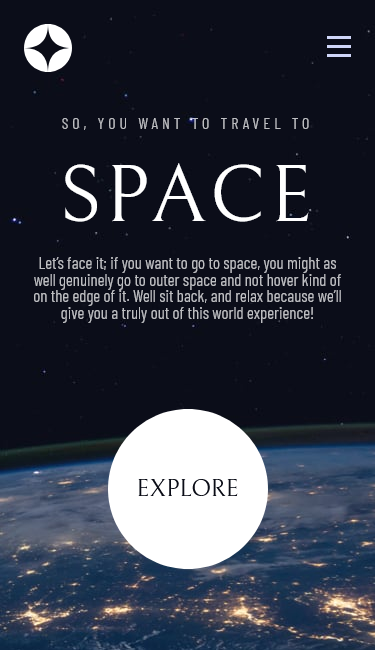 SO, YOU WANT TO TRAVEL TO
SPACE
Let's face it; if you want to go to space, you might as
well genuinely go to outer space and not hover kind of
on the edge of it. Well sit back, and relax because we'll
give you a truly out of this world experience!
EXPLORE